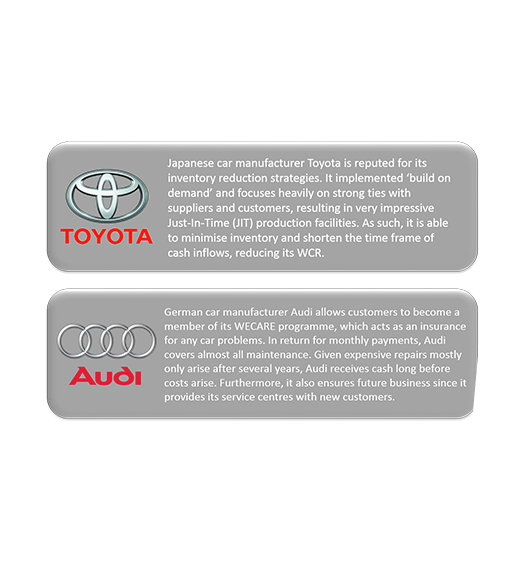 Japanese car manufacturer Toyota is reputed for its
inventory reduction strategies. It implemented ‘build on
demand’ and focuses heavily on strong ties with
suppliers and customers, resulting in very impressive
Just-In-Time (JIT) production facilities. As such, it is able
to minimise inventory and shorten the time frame of
cash inflows, reducing its WCR.
TOYOTA
German car manufacturer Audi allows customers to become a
member of its WECARE programme, which acts as an insurance
for any car problems. In return for monthly payments, Audi
covers almost all maintenance. Given expensive repairs mostly
only arise after several years, Audi receives cash long before
costs arise. Furthermore, it also ensures future business since it
provides its service centres with new customers.
Audi